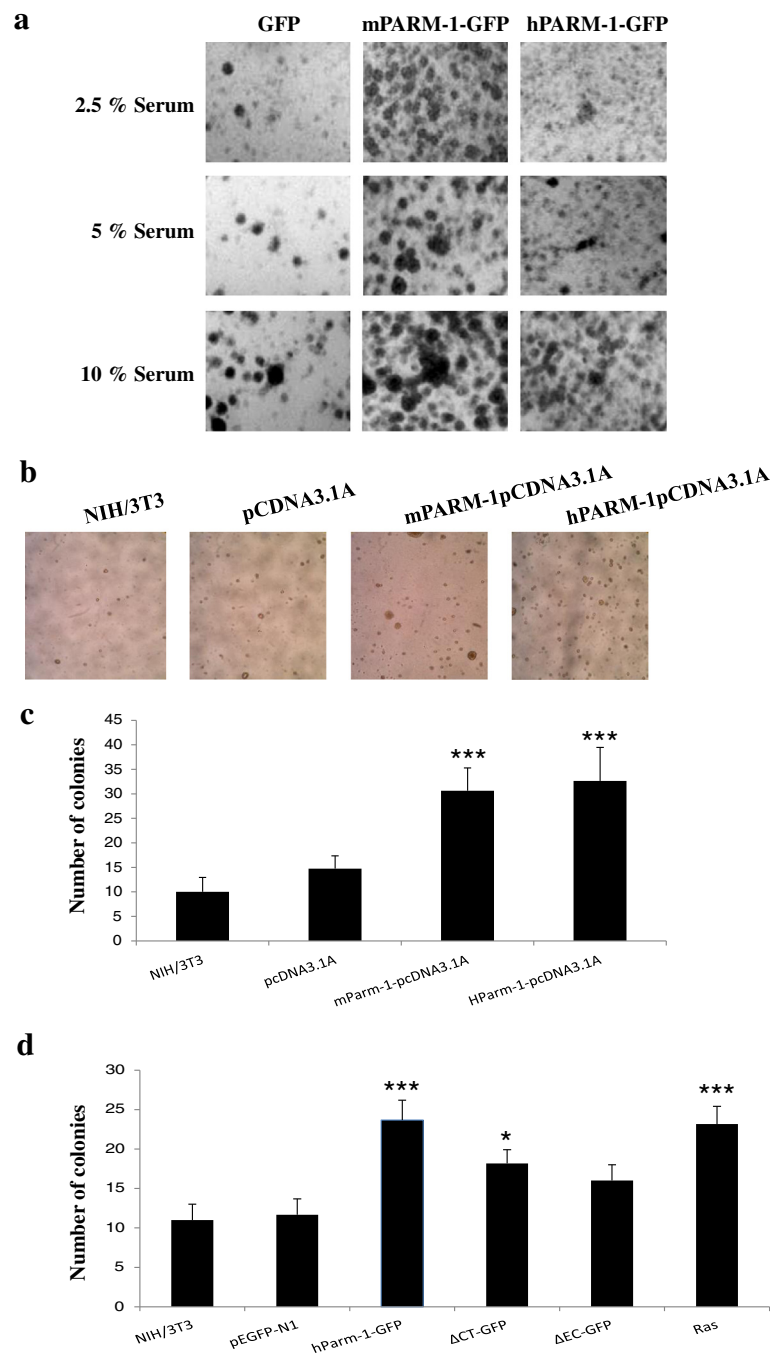 a
GFP mPARM-1-GFP hPARM-1-GFP
2.5 % Serum
5 % Serum
10 % Serum
b
NIH/3T3 pCDNA3.1A mPARM-1pCDNA3.1A hPARM-1pCDNA3.1A
c
Number of colonies
45
40
35
30
25
20
15
10
5
0
*** ***
NIH/3T3 pcDNA3.1A mParm-1-pcDNA3.1A HParm-1-pcDNA3.1A
d
Number of colonies
30
25
20
15
10
5
0
*** * ***
NIH/3T3 pEGFP-N1 hParm-1-GFP ΔCT-GFP ΔEC-GFP Ras